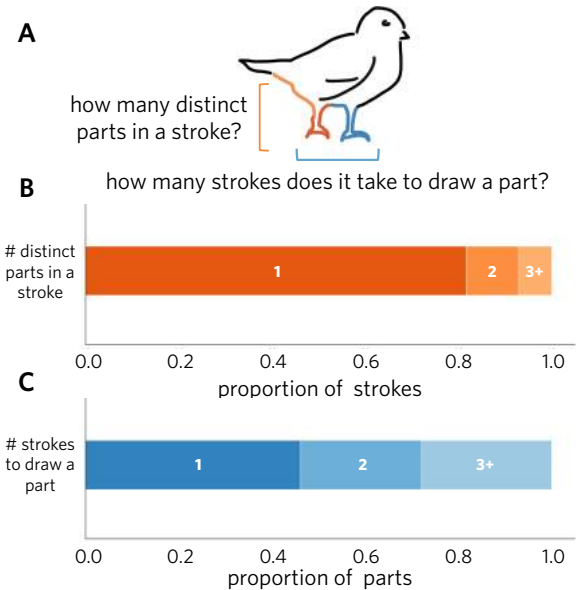 A
how many distinct
parts in a stroke?
how many strokes does it take to draw a part?
B
# distinct
parts in a
stroke
1 2 3+
0.0 0.2 0.4 0.6 0.8 1.0
proportion of strokes
C
# strokes
to draw a
part
1 2 3+
0.0 0.2 0.4 0.6 0.8 1.0
proportion of parts